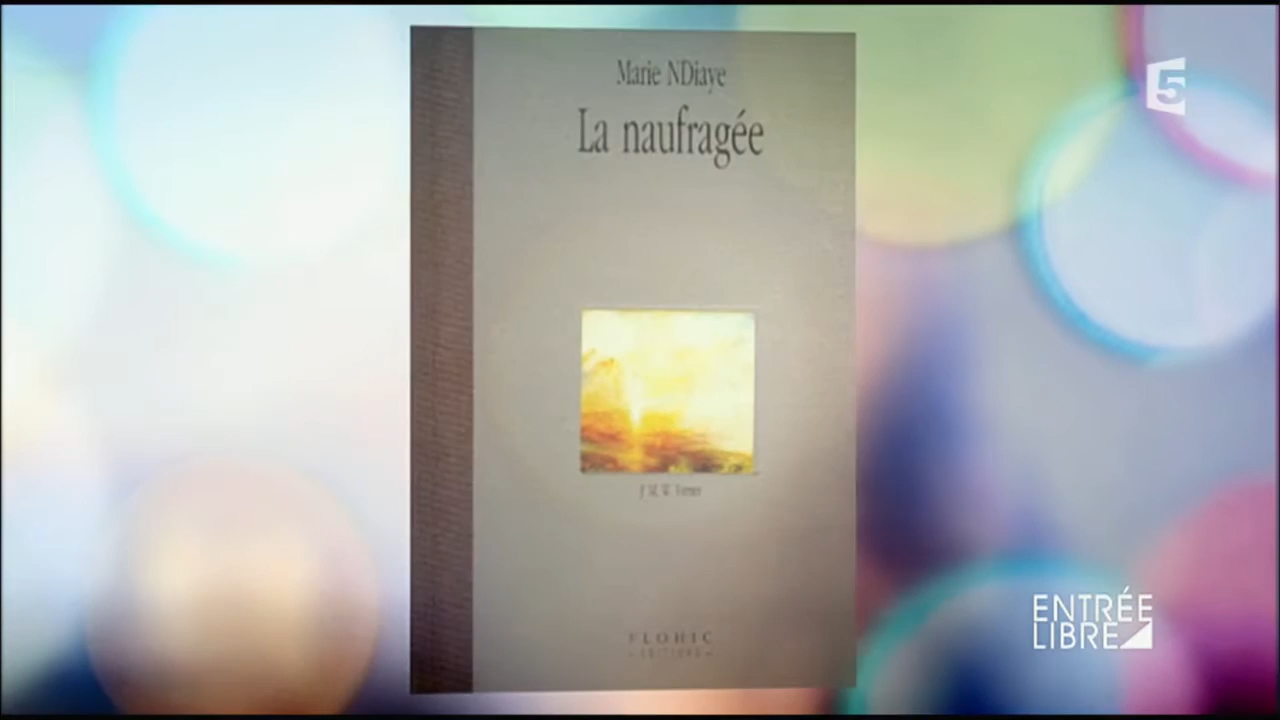 Marie NDiaye
La naufragée
J. M. W. Turner
FLOHIC
ÉDITIONS
5
ENTRÉE
LIBRE